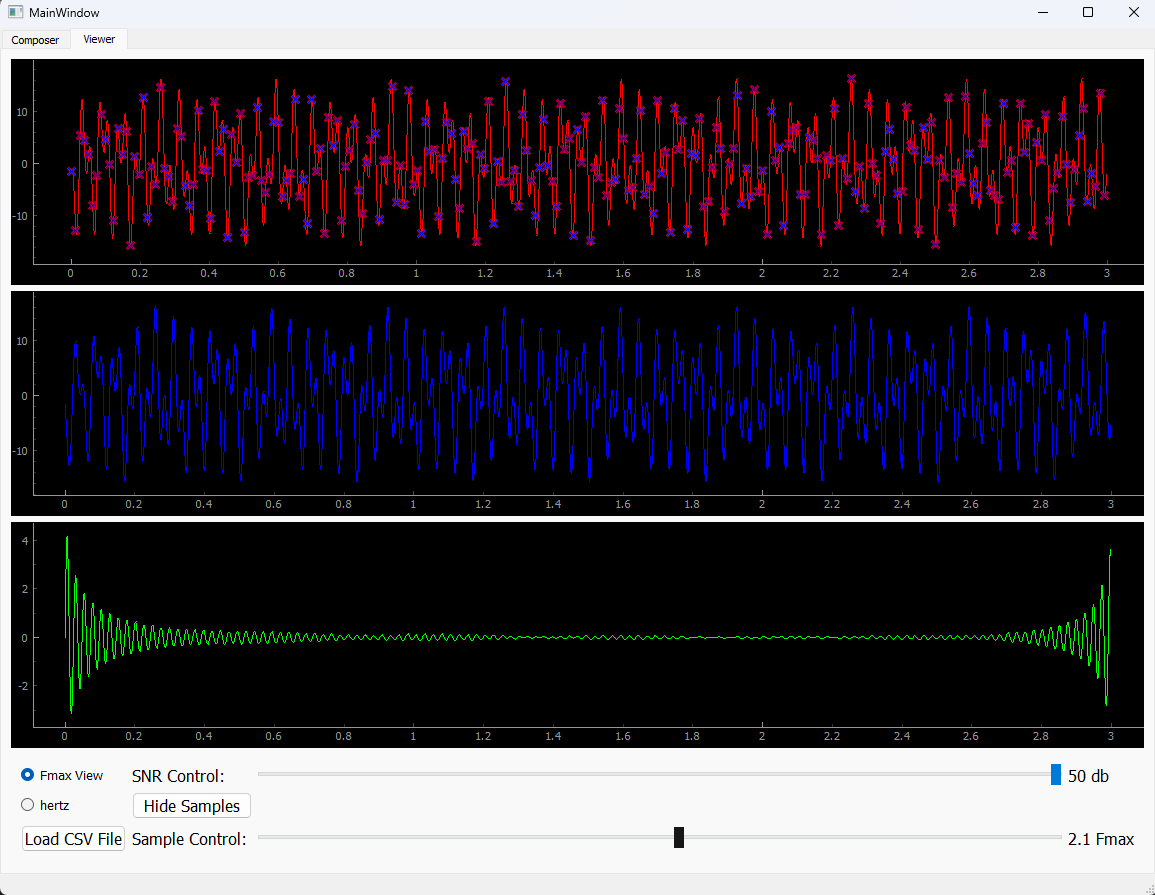 MainWindow
Composer Viewer
10
0
-10
0 0.2 0.4 0.6 0.8 1 1.2 1.4 1.6 1.8 2 2.2 2.4 2.6 2.8 3
10
0
-10
0 0.2 0.4 0.6 0.8 1 1.2 1.4 1.6 1.8 2 2.2 2.4 2.6 2.8 3
4
2
0
-2
0 0.2 0.4 0.6 0.8 1 1.2 1.4 1.6 1.8 2 2.2 2.4 2.6 2.8 3
Fmax View SNR Control: 50 db
hertz Hide Samples
Load CSV File Sample Control: 2.1 Fmax